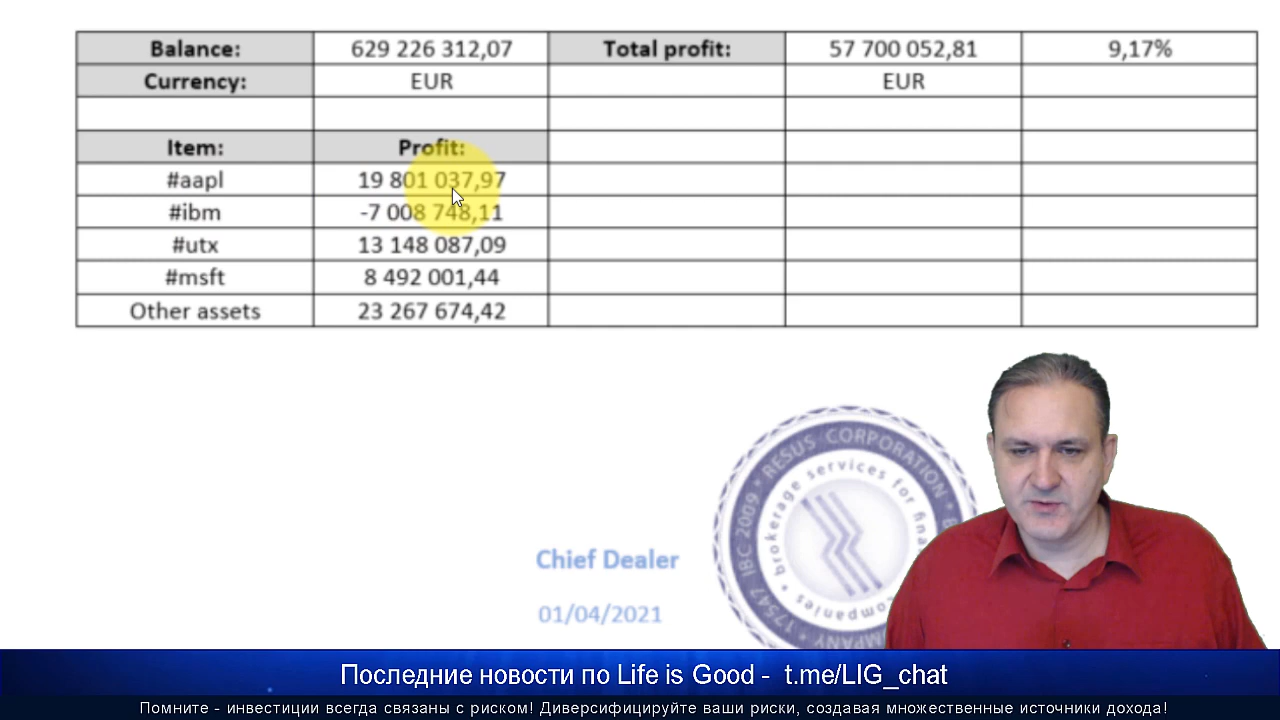 Balance: 629 226 312,07 Total profit: 57 700 052,81 9,17%
Currency: EUR EUR
Item: Profit:
#aapl 19 801 037,97
#ibm -7 008 748,11
#utx 13 148 087,09
#msft 8 492 001,44
Other assets 23 267 674,42
17547 IBC 2009 * RESUS CORPORATION *
brokerage services for
Chief Dealer
01/04/2021
Последние новости по Life is Good - t.me/LIG_chat
Помните - инвестиции всегда связаны с риском! Диверсифицируйте ваши риски, создавая множественные источники дохода!